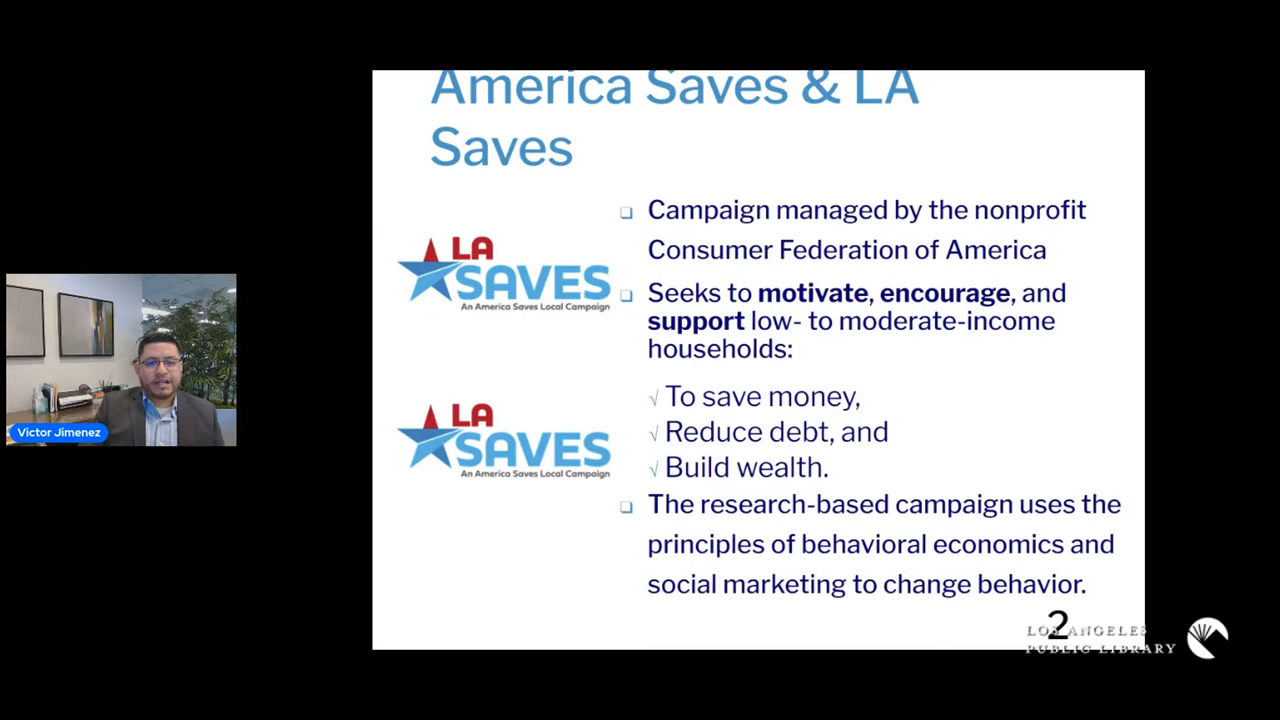 America Saves & LA
Saves
❑ Campaign managed by the nonprofit
Consumer Federation of America
❑ Seeks to motivate, encourage, and
support low- to moderate-income
households:
√ To save money,
√ Reduce debt, and
√ Build wealth.
❑ The research-based campaign uses the
principles of behavioral economics and
social marketing to change behavior.
LA
SAVES
An America Saves Local Campaign
LA
SAVES
An America Saves Local Campaign
Victor Jimenez
2
LOS ANGELES
PUBLIC LIBRARY